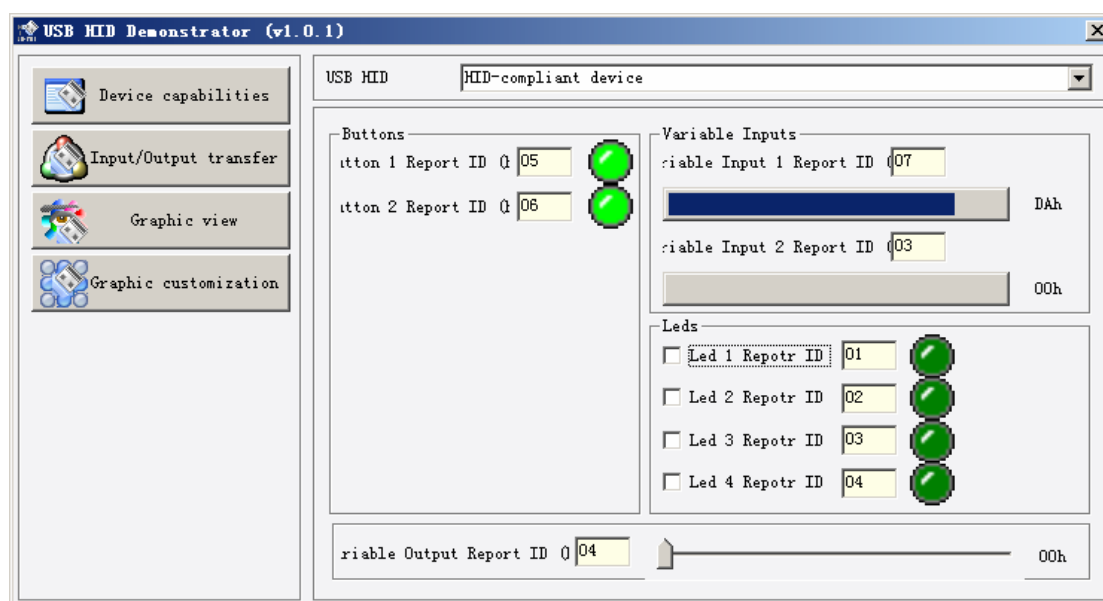 USB HID Demonstrator (v1.0.1)
Device capabilities
Input/Output transfer
Graphic view
Graphic customization
USB HID HID-compliant device
Buttons
tton 1 Report ID (
05
tton 2 Report ID (
06
Variable Inputs
riable Input 1 Report ID (
07
DAh
riable Input 2 Report ID (
03
00h
Leds
Led 1 Repotr ID 01
Led 2 Repotr ID 02
Led 3 Repotr ID 03
Led 4 Repotr ID 04
riable Output Report ID (
04
00h